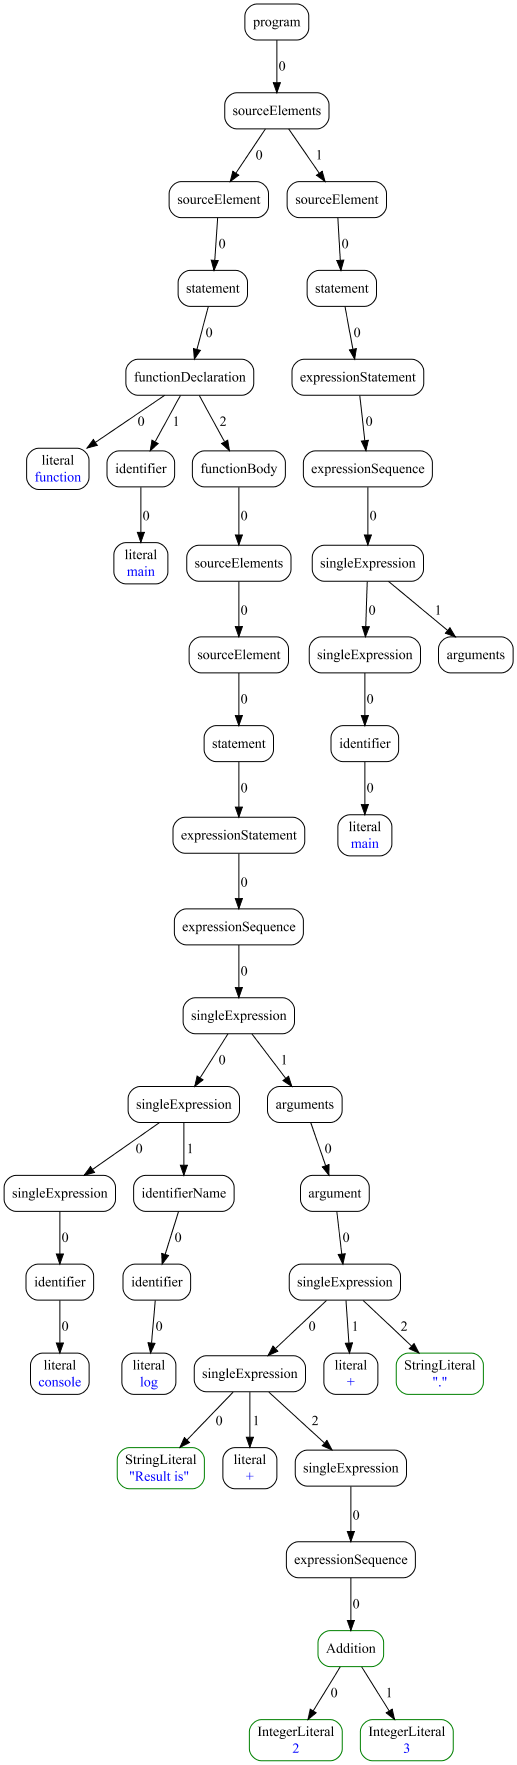 program
0
sourceElements
0 1
sourceElement sourceElement
0 0
statement statement
0 0
functionDeclaration expressionStatement
0 1 2 0
literal identifier functionBody expressionSequence
function
0 0 0
literal sourceElements singleExpression
main
0 0 1
sourceElement singleExpression arguments
0 0
statement identifier
0 0
expressionStatement literal
main
0
expressionSequence
0
singleExpression
0 1
singleExpression arguments
0 1 0
singleExpression identifierName argument
0 0 0
identifier identifier singleExpression
0 0 0 1 2
literal literal singleExpression literal StringLiteral
console log + "."
0 1 2
StringLiteral literal singleExpression
"Result is" +
0
expressionSequence
0
Addition
0 1
IntegerLiteral IntegerLiteral
2 3